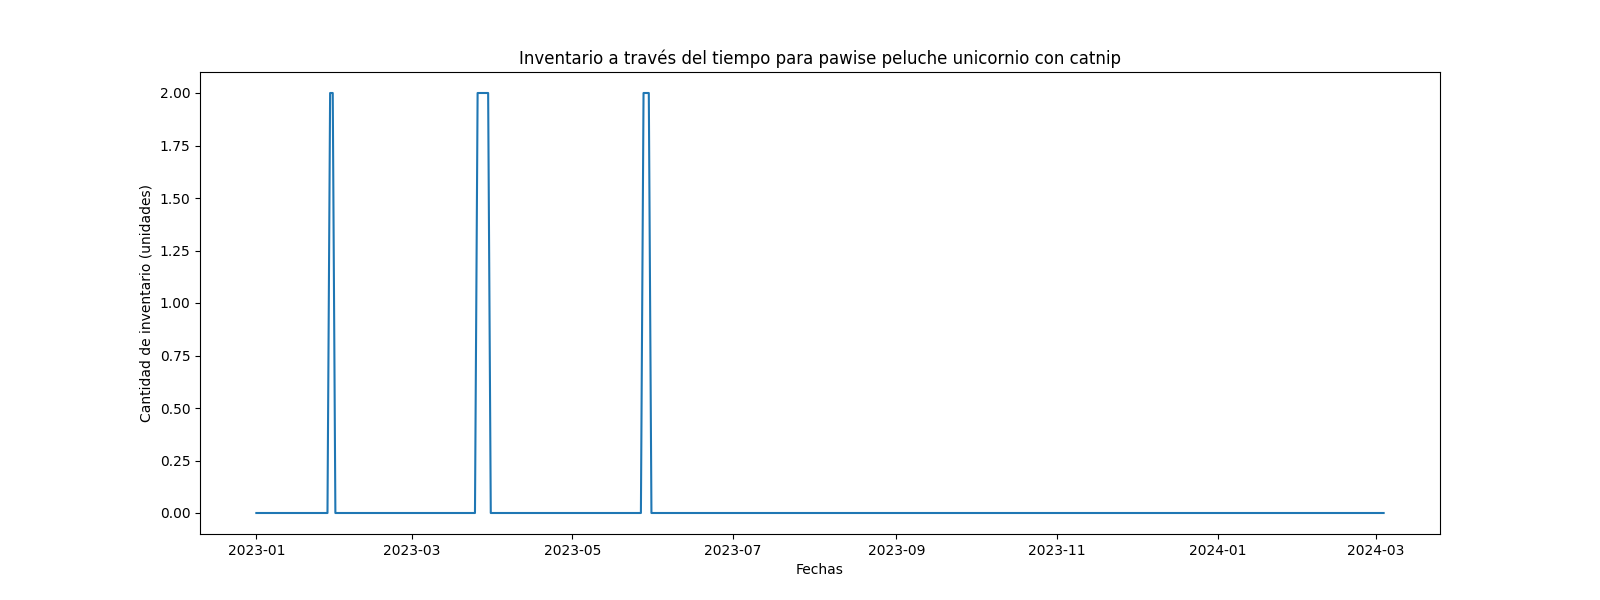 Inventario a través del tiempo para pawise peluche unicornio con catnip
Cantidad de inventario (unidades)
2.00
1.75
1.50
1.25
1.00
0.75
0.50
0.25
0.00
2023-01 2023-03 2023-05 2023-07 2023-09 2023-11 2024-01 2024-03
Fechas